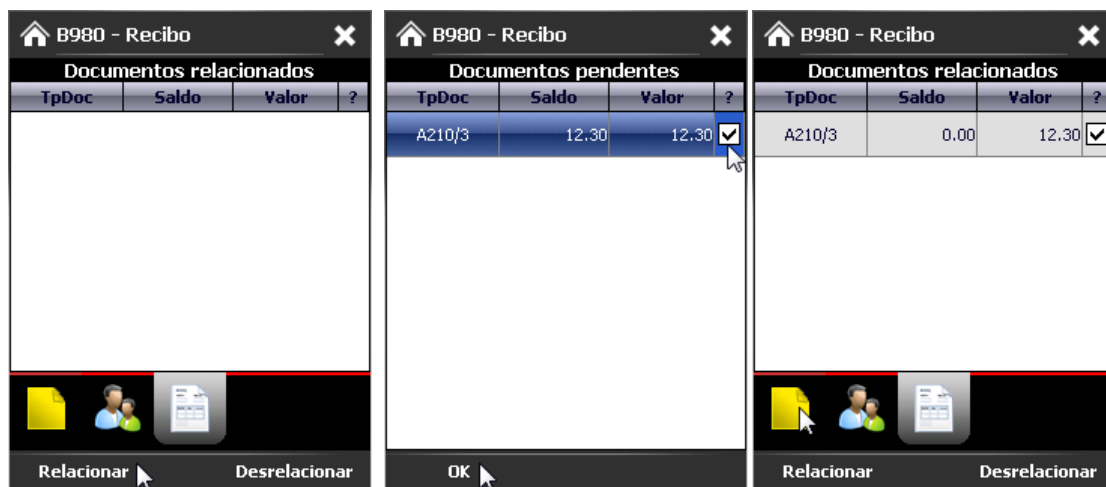 B980 - Recibo
Documentos relacionados
TpDoc Saldo Valor ?
Relacionar Desrelacionar
B980 - Recibo
Documentos pendentes
TpDoc Saldo Valor ?
A210/3 12.30 12.30
OK
B980 - Recibo
Documentos relacionados
TpDoc Saldo Valor ?
A210/3 0.00 12.30
Relacionar Desrelacionar